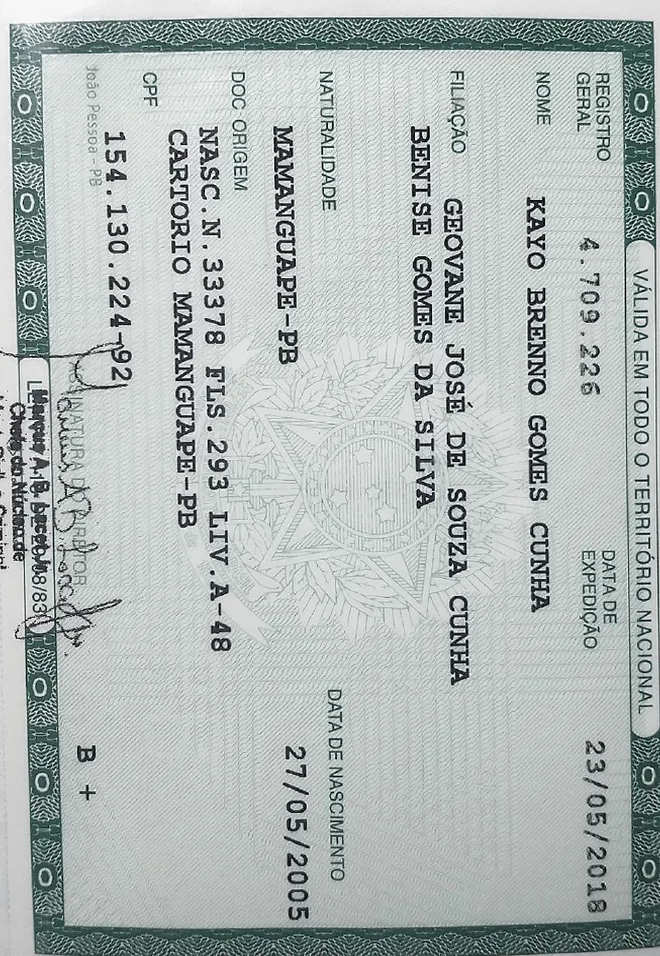 VÁLIDA EM TODO O TERRITÓRIO NACIONAL
REGISTRO GERAL 4.709.226 DATA DE EXPEDIÇÃO 23/05/2018
NOME KAYO BRENNO GOMES CUNHA
FILIAÇÃO GEOVANE JOSÉ DE SOUZA CUNHA
BENISE GOMES DA SILVA
NATURALIDADE DATA DE NASCIMENTO
MAMANGUAPE-PB 27/05/2005
DOC ORIGEM NASC.N.33378 FLS.293 LIV.A-48
CARTORIO MAMANGUAPE-PB
CPF 154.130.224-92 B +
João Pessoa - PB
ASSINATURA DO DIRETOR
Marcus A. B.
Chefe do Núcleo de